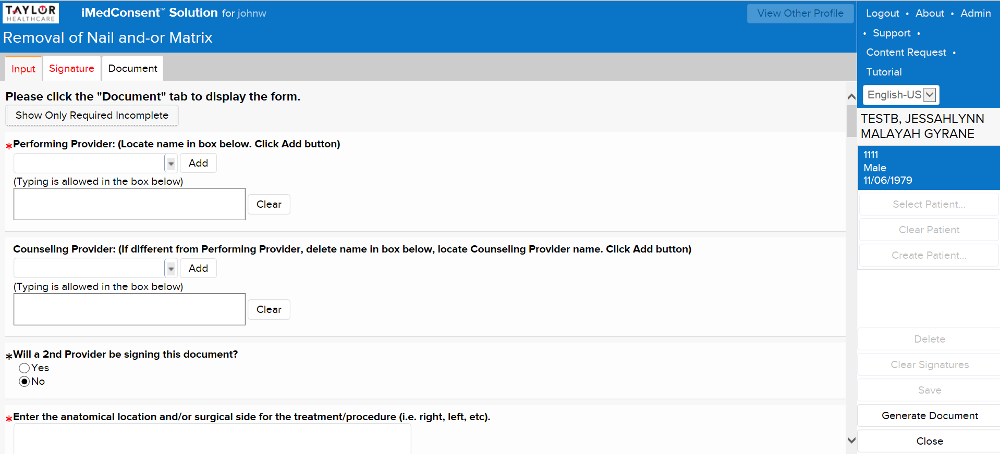 TAYLOR
HEALTHCARE
iMedConsent™ Solution for johnw
View Other Profile
Removal of Nail and-or Matrix
Logout • About • Admin
• Support •
Content Request •
Tutorial
English-US
Input
Signature
Document
Please click the "Document" tab to display the form.
Show Only Required Incomplete
*Performing Provider: (Locate name in box below. Click Add button)
Add
(Typing is allowed in the box below)
Clear
Counseling Provider: (If different from Performing Provider, delete name in box below, locate Counseling Provider name. Click Add button)
Add
(Typing is allowed in the box below)
Clear
*Will a 2nd Provider be signing this document?
Yes
No
*Enter the anatomical location and/or surgical side for the treatment/procedure (i.e. right, left, etc).
TESTB, JESSAHLYNN
MALAYAH GYRANE
1111
Male
11/06/1979
Select Patient...
Clear Patient
Create Patient...
Delete
Clear Signatures
Save
Generate Document
Close